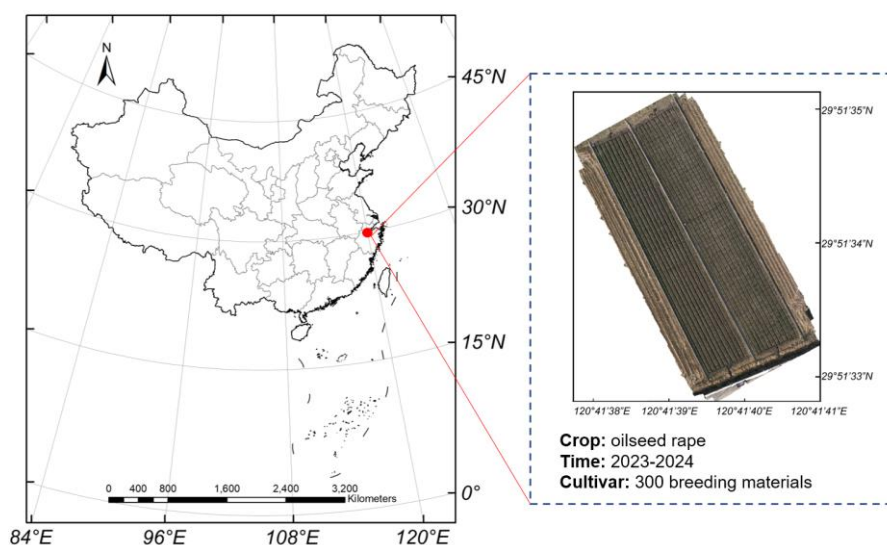 N
45°N
30°N
15°N
0°
0 400 800 1,600 2,400 3,200
Kilometers
84°E 96°E 108°E 120°E
29°51'35"N
29°51'34"N
29°51'33"N
120°41'38"E 120°41'39"E 120°41'40"E 120°41'41"E
Crop: oilseed rape
Time: 2023-2024
Cultivar: 300 breeding materials